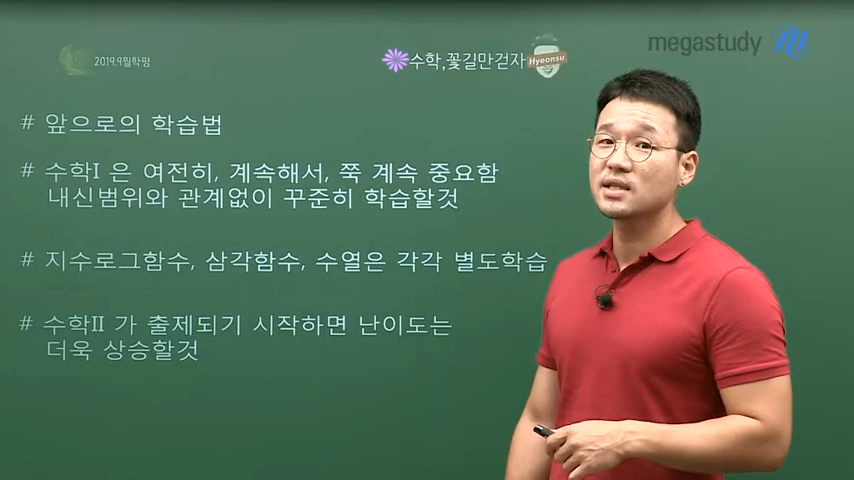 2019.9월학평
수학,꽃길만걷자
Hyeonsu
megastudy
# 앞으로의 학습법
# 수학Ⅰ 은 여전히, 계속해서, 쭉 계속 중요함
내신범위와 관계없이 꾸준히 학습할것
# 지수로그함수, 삼각함수, 수열은 각각 별도학습
# 수학Ⅱ 가 출제되기 시작하면 난이도는
더욱 상승할것